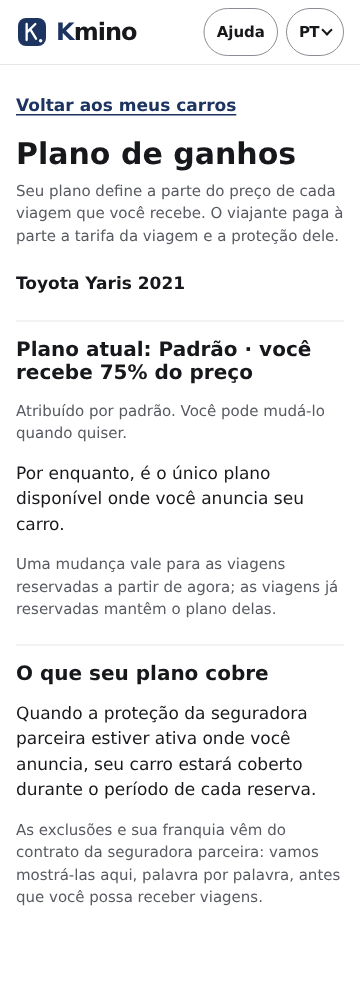 Kmino
Ajuda
PT
Voltar aos meus carros
Plano de ganhos
Seu plano define a parte do preço de cada
viagem que você recebe. O viajante paga à
parte a tarifa da viagem e a proteção dele.
Toyota Yaris 2021
Plano atual: Padrão · você
recebe 75% do preço
Atribuído por padrão. Você pode mudá-lo
quando quiser.
Por enquanto, é o único plano
disponível onde você anuncia seu
carro.
Uma mudança vale para as viagens
reservadas a partir de agora; as viagens já
reservadas mantêm o plano delas.
O que seu plano cobre
Quando a proteção da seguradora
parceira estiver ativa onde você
anuncia, seu carro estará coberto
durante o período de cada reserva.
As exclusões e sua franquia vêm do
contrato da seguradora parceira: vamos
mostrá-las aqui, palavra por palavra, antes
que você possa receber viagens.